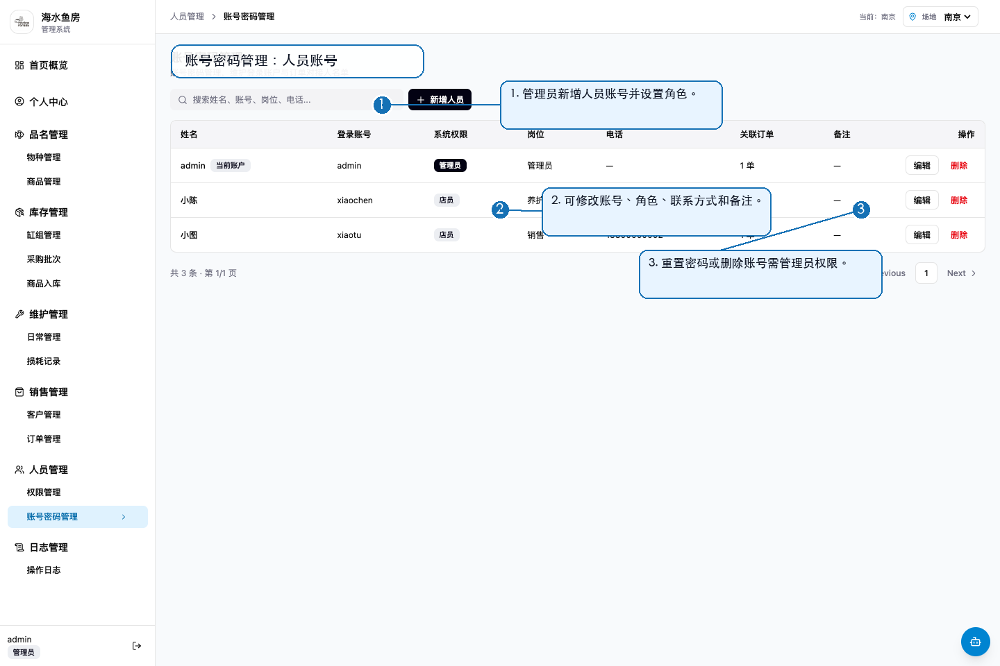 海水鱼房
管理系统
首页概览
个人中心
品名管理
物种管理
商品管理
库存管理
缸组管理
采购批次
商品入库
维护管理
日常管理
损耗记录
销售管理
客户管理
订单管理
人员管理
权限管理
账号密码管理
日志管理
操作日志
admin
管理员
人员管理 > 账号密码管理
当前：南京 场地 南京
账号密码管理：人员账号
搜索姓名、账号、岗位、电话...
1
新增人员
1. 管理员新增人员账号并设置角色。
姓名 登录账号 系统权限 岗位 电话 关联订单 备注 操作
admin 当前账户 admin 管理员 管理员 — 1 单 — 编辑 删除
小陈 xiaochen 店员 — 编辑 删除
2
2. 可修改账号、角色、联系方式和备注。
3
小图 xiaotu 店员 销售 — 编辑 删除
3. 重置密码或删除账号需管理员权限。
共 3 条 · 第 1/1 页
1 Next